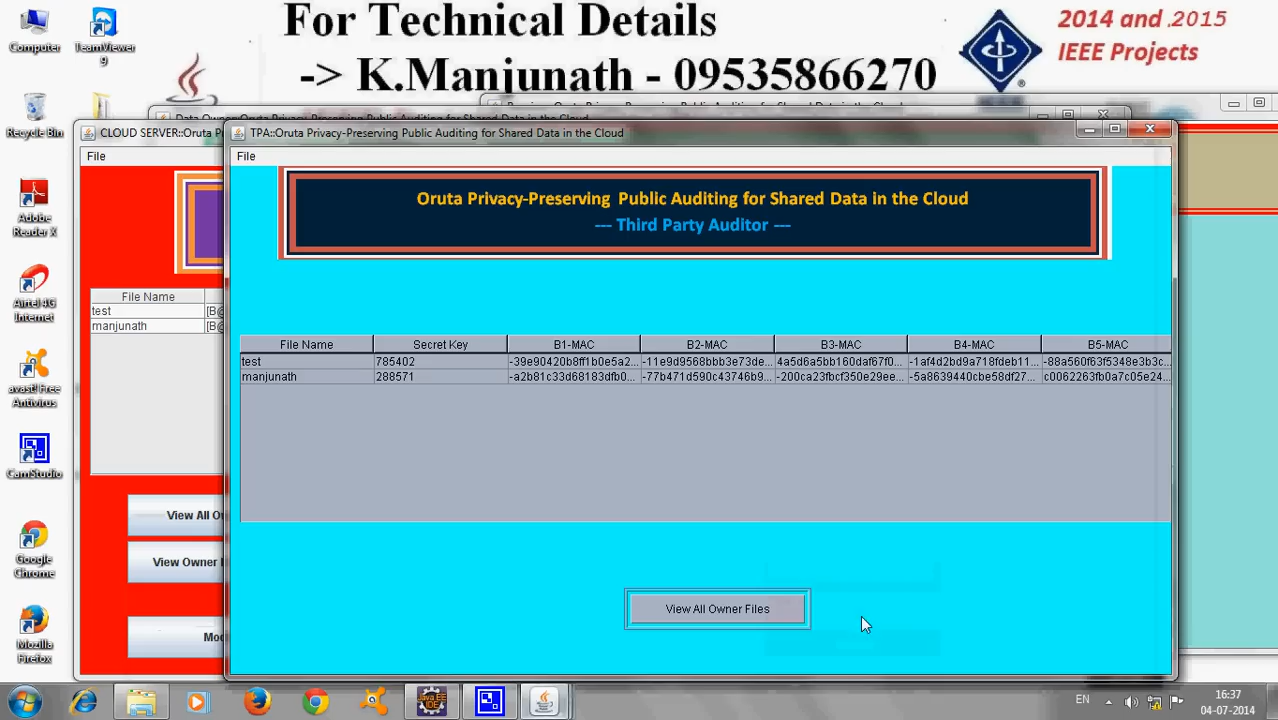 For Technical Details
-> K.Manjunath - 09535866270
2014 and .2015
IEEE Projects
Computer
TeamViewer
9
Recycle Bin
Adobe
Reader X
Airtel 4G
Internet
avast! Free
Antivirus
CamStudio
Google
Chrome
Mozilla
Firefox
CLOUD SERVER::Oruta P
File
File Name
test
[B@
manjunath
[B@
View All O
View Owner
Mo
TPA::Oruta Privacy-Preserving Public Auditing for Shared Data in the Cloud
File
Oruta Privacy-Preserving Public Auditing for Shared Data in the Cloud
--- Third Party Auditor ---
File Name Secret Key B1-MAC B2-MAC B3-MAC B4-MAC B5-MAC
test 785402 -39e90420b8ff1b0e5a2... -11e9d9568bbb3e73de... 4a5d6a5bb160daf67f0... -1af4d2bd9a718fdeb11... -88a560f63f5348e3b3c...
manjunath 288571 -a2b81c33d68183dfb0... -77b471d590c43746b9... -200ca23fbcf350e29ee... -5a8639440cbe58df27... c0062263fb0a7c05e24...
View All Owner Files
EN
16:37
04-07-2014